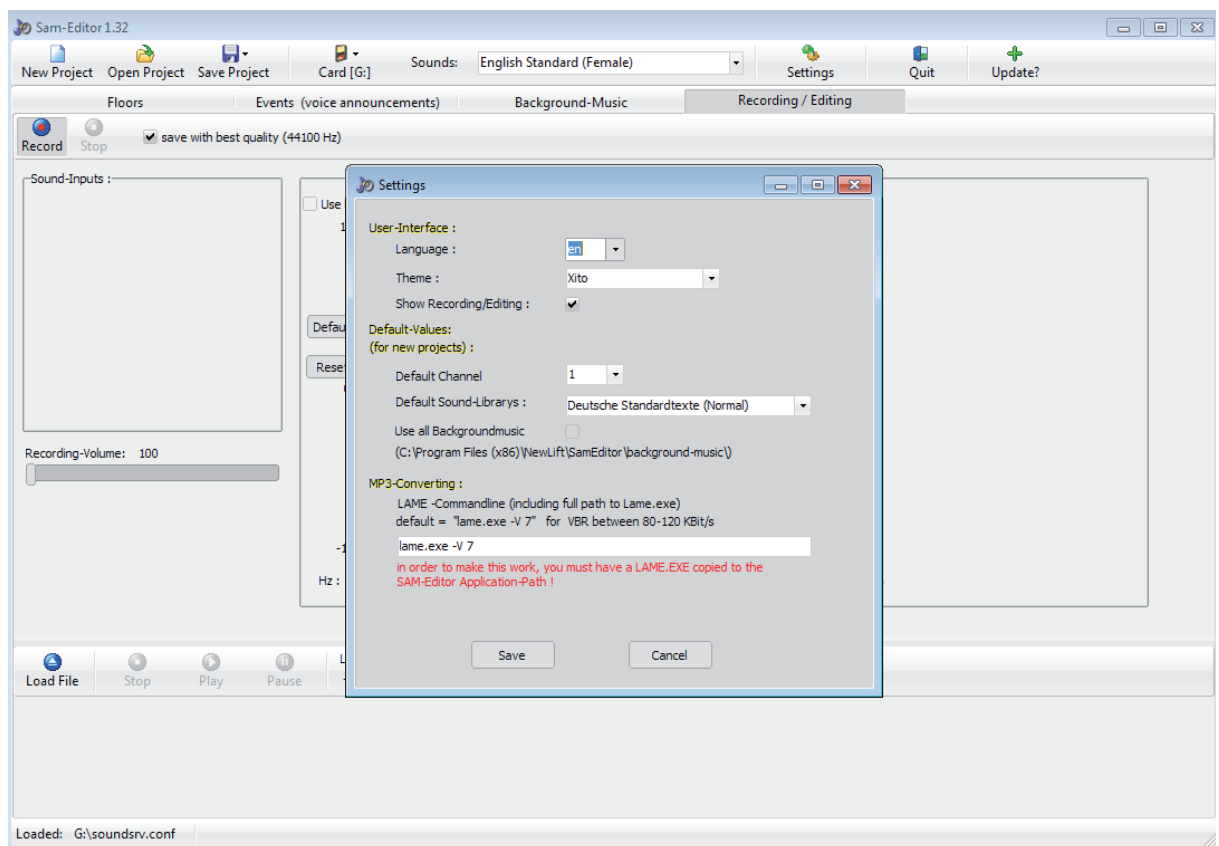 Sam-Editor 1.32
New Project Open Project Save Project Card [G:] Sounds: English Standard (Female) Settings Quit Update?
Floors Events (voice announcements) Background-Music Recording / Editing
Record Stop save with best quality (44100 Hz)
Sound-Inputs :
Use
1
Defau
Reset
Recording-Volume: 100
-1
Hz :
Settings
User-Interface :
Language : en
Theme : Xito
Show Recording/Editing :
Default-Values:
(for new projects) :
Default Channel 1
Default Sound-Librarys : Deutsche Standardtexte (Normal)
Use all Backgroundmusic
(C:\Program Files (x86)\NewLift\SamEditor\background-music\)
MP3-Converting :
LAME -Commandline (including full path to Lame.exe)
default = "lame.exe -V 7" for VBR between 80-120 KBit/s
lame.exe -V 7
in order to make this work, you must have a LAME.EXE copied to the
SAM-Editor Application-Path !
Save Cancel
Load File Stop Play Pause L
Loaded: G:\soundsrv.conf